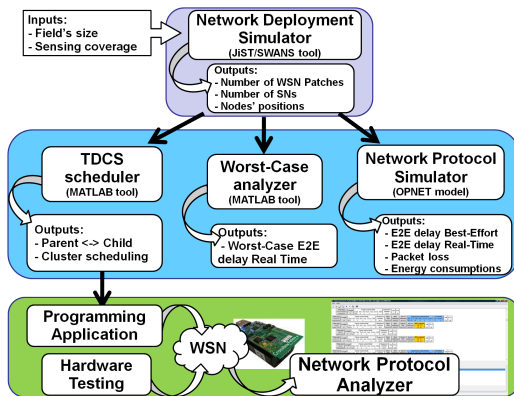 Inputs:
- Field's size
- Sensing coverage
Network Deployment
Simulator
(JiST/SWANS tool)
Outputs:
- Number of WSN Patches
- Number of SNs
- Nodes' positions
TDCS
scheduler
(MATLAB tool)
Outputs:
- Parent <-> Child
- Cluster scheduling
Worst-Case
analyzer
(MATLAB tool)
Outputs:
- Worst-Case E2E
delay Real Time
Network Protocol
Simulator
(OPNET model)
Outputs:
- E2E delay Best-Effort
- E2E delay Real-Time
- Packet loss
- Energy consumptions
Programming
Application
Hardware
Testing
WSN
Network Protocol
Analyzer